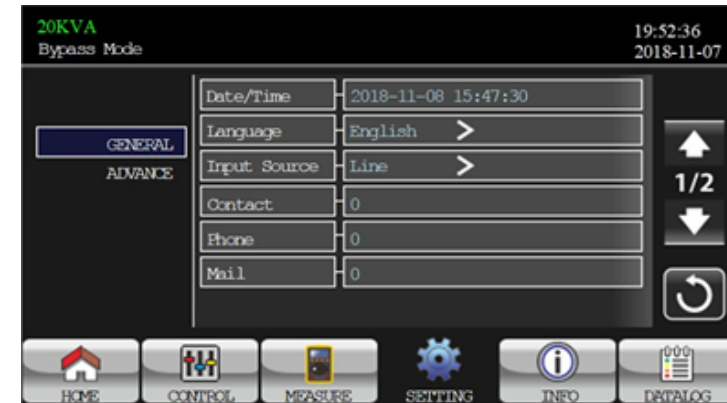 20KVA
Bypass Mode
19:52:36
2018-11-07
GENERAL
ADVANCE
Date/Time 2018-11-08 15:47:30
Language English >
Input Source Line >
Contact 0
Phone 0
Mail 0
1/2
HOME CONTROL MEASURE SETTING INFO DATALOG